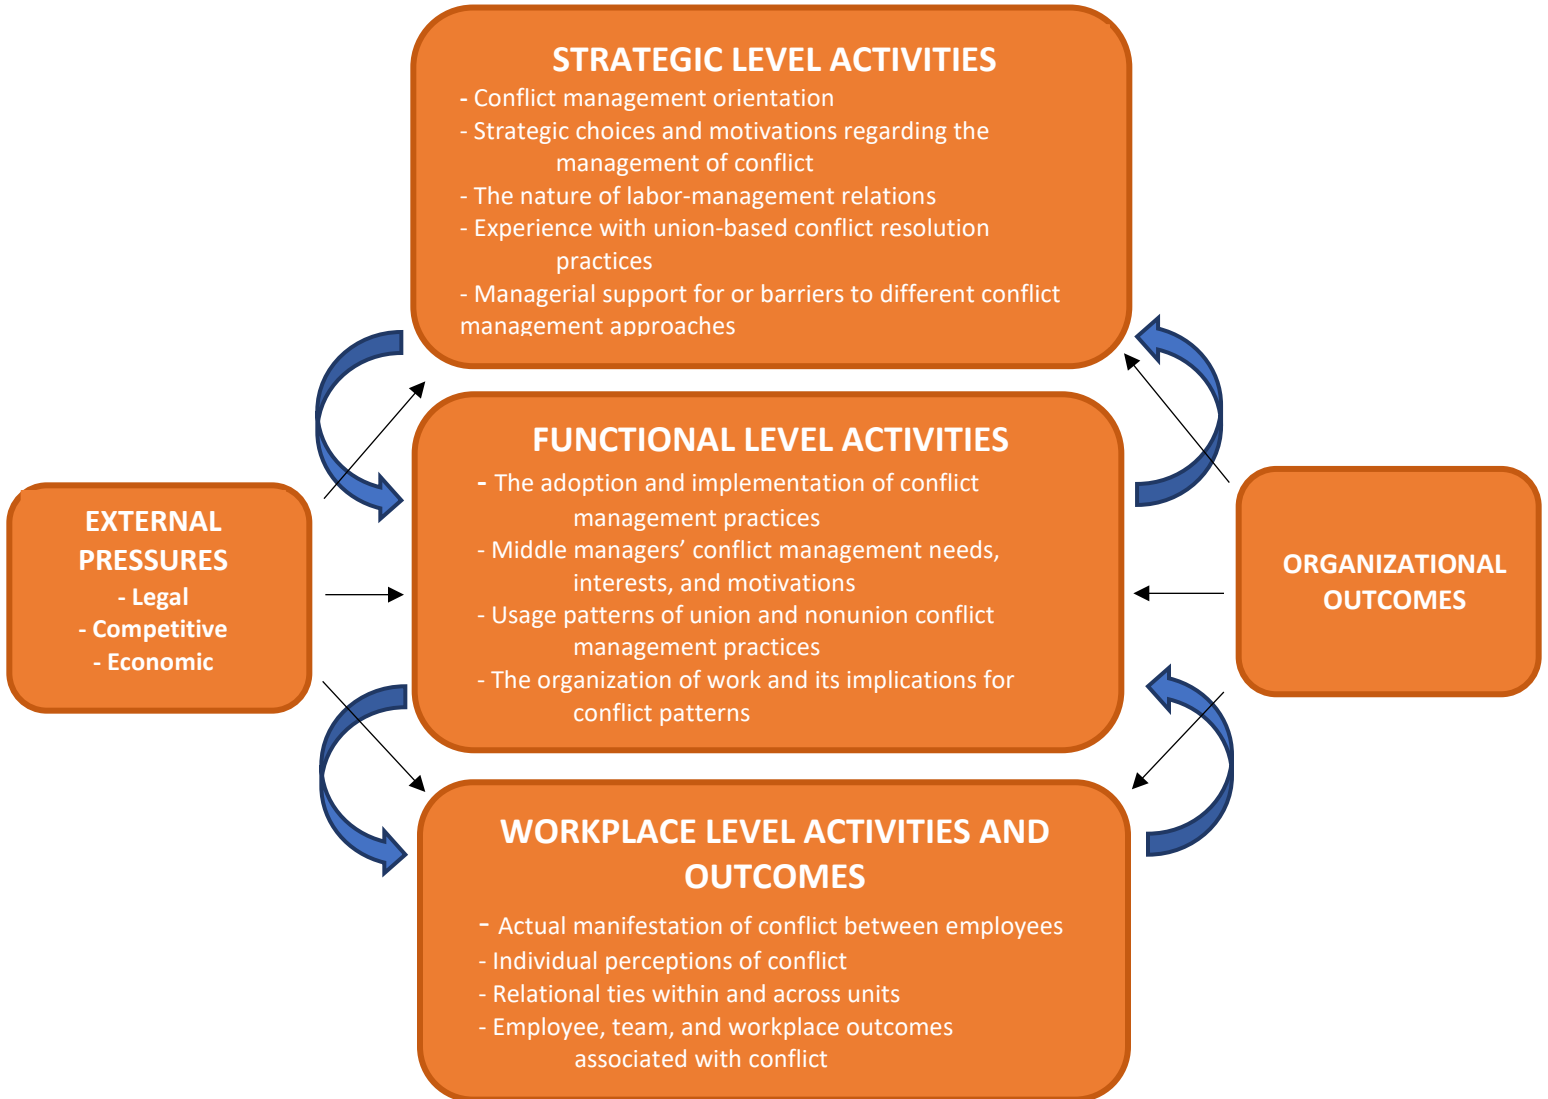 STRATEGIC LEVEL ACTIVITIES
- Conflict management orientation
- Strategic choices and motivations regarding the
management of conflict
- The nature of labor-management relations
- Experience with union-based conflict resolution
practices
- Managerial support for or barriers to different conflict
management approaches
EXTERNAL
PRESSURES
- Legal
- Competitive
- Economic
FUNCTIONAL LEVEL ACTIVITIES
- The adoption and implementation of conflict
management practices
- Middle managers’ conflict management needs,
interests, and motivations
- Usage patterns of union and nonunion conflict
management practices
- The organization of work and its implications for
conflict patterns
ORGANIZATIONAL
OUTCOMES
WORKPLACE LEVEL ACTIVITIES AND
OUTCOMES
- Actual manifestation of conflict between employees
- Individual perceptions of conflict
- Relational ties within and across units
- Employee, team, and workplace outcomes
associated with conflict